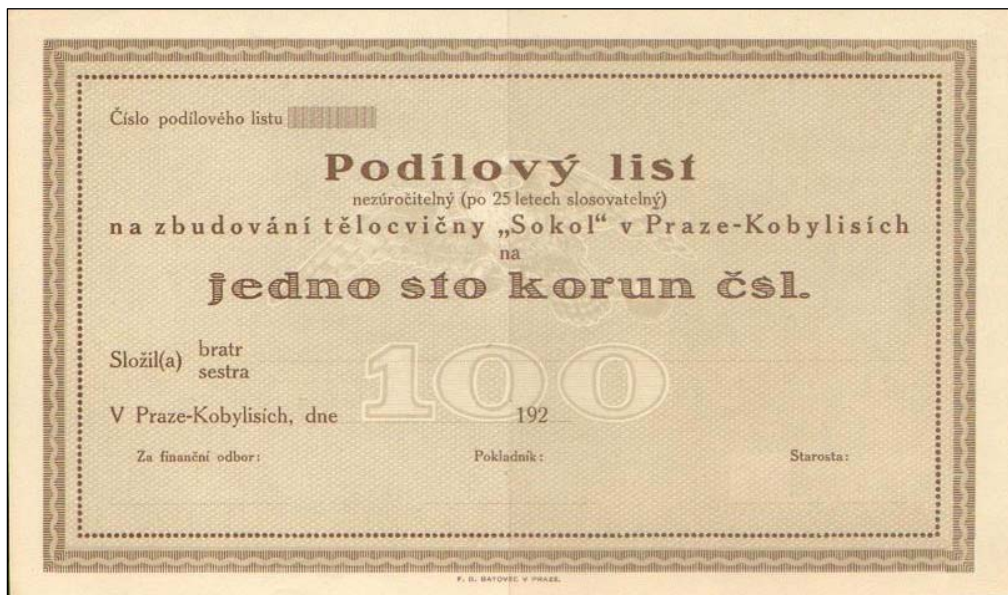 Číslo podílového listu
Podílový list
nezúročitelný (po 25 letech slosovatelný)
na zbudování tělocvičny „Sokol“ v Praze-Kobylisích
na
jedno sto korun čsl.
Složil(a) bratr
sestra
100
V Praze-Kobylisích, dne 192
Za finanční odbor: Pokladník: Starosta:
F. D. BATOVEC V PRAZE.